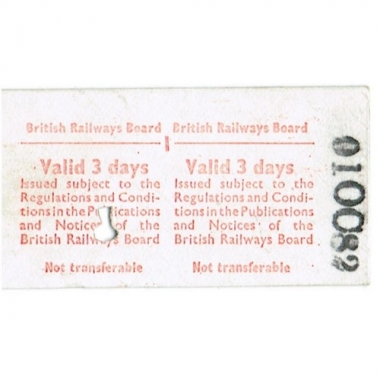 British Railways Board
Valid 3 days
Issued subject to the
Regulations and Condi-
tions in the Publications
and Notices of the
British Railways Board
Not transferable
British Railways Board
Valid 3 days
Issued subject to the
Regulations and Condi-
tions in the Publications
and Notices of the
British Railways Board
Not transferable
010082